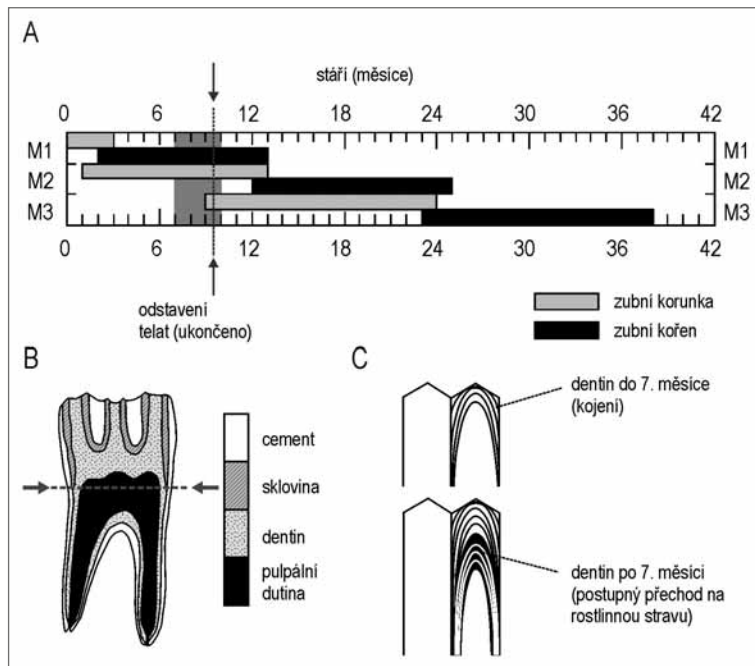 A
stáří (měsíce)
0 6 12 18 24 30 36 42
M1 M1
M2 M2
M3 M3
0 6 12 18 24 30 36 42
odstavení
telat (ukončeno)
zubní korunka
zubní kořen
B
cement
sklovina
dentin
pulpální
dutina
C
dentin do 7. měsíce
(kojení)
dentin po 7. měsíci
(postupný přechod na
rostlinnou stravu)